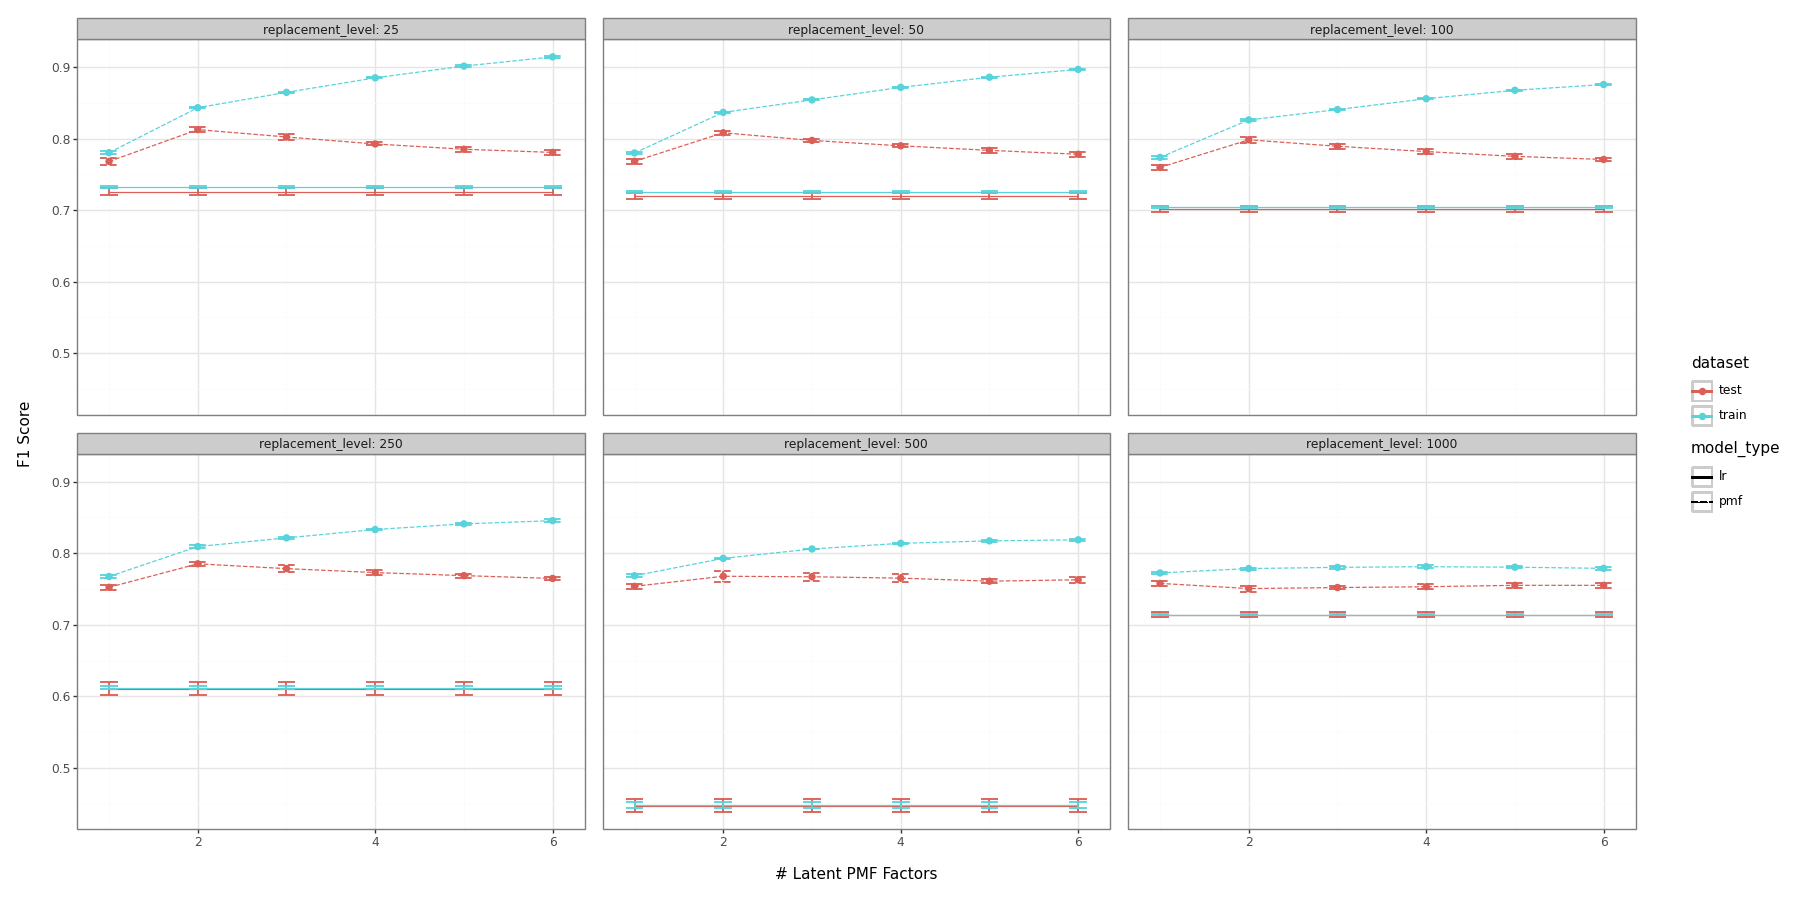 replacement_level: 25
replacement_level: 50
replacement_level: 100
0.9
0.8
0.7
0.6
0.5
replacement_level: 250
replacement_level: 500
replacement_level: 1000
0.9
0.8
0.7
0.6
0.5
2 4 6
2 4 6
2 4 6
# Latent PMF Factors
F1 Score
dataset
test
train
model_type
lr
pmf